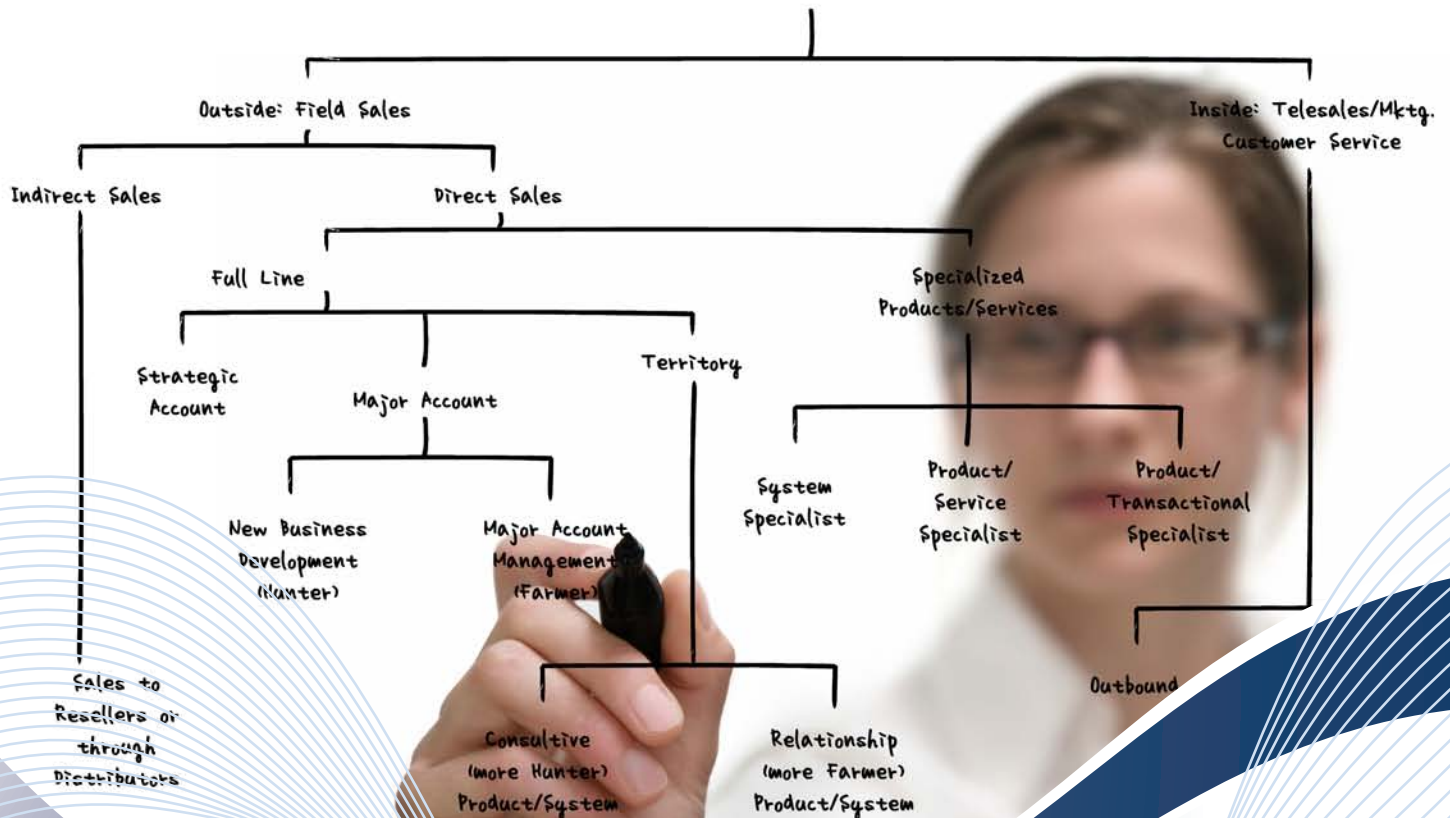 Outside: Field Sales
Inside: Telesales/Mktg.
Customer Service
Indirect Sales
Direct Sales
Full Line
Specialized
Products/Services
Strategic
Account
Major Account
Territory
System
Specialist
Product/
Service
Specialist
Product/
Transactional
Specialist
New Business
Development
(Hunter)
Major Account
Management
(Farmer)
Outbound
Sales to
Resellers or
through
Distributors
Consultive
(more Hunter)
Product/System
Relationship
(more Farmer)
Product/System